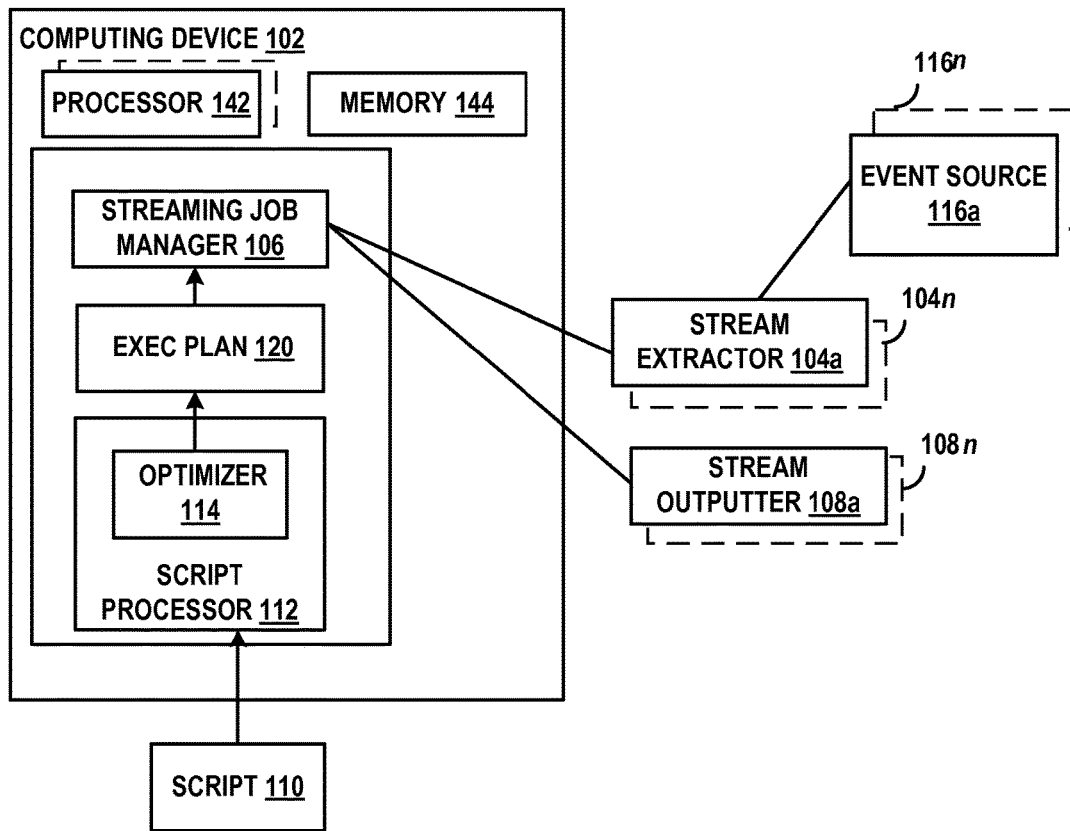 COMPUTING DEVICE 102
PROCESSOR 142
MEMORY 144
STREAMING JOB
MANAGER 106
EXEC PLAN 120
OPTIMIZER
114
SCRIPT
PROCESSOR 112
SCRIPT 110
116n
EVENT SOURCE
116a
104n
STREAM
EXTRACTOR 104a
108n
STREAM
OUTPUTTER 108a